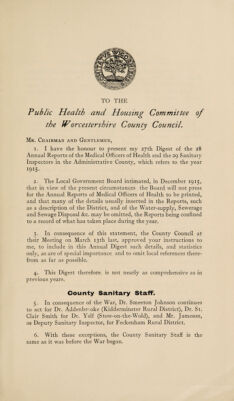 TO THE
Public Health and Housing Committee of
the Worcestershire County Council.
MR. CHAIRMAN AND GENTLEMEN,
1. I have the honour to present my 27th Digest of the 28
Annual Reports of the Medical Officers of Health and the 29 Sanitary
Inspectors in the Administrative County, which refers to the year
1915.
2. The Local Government Board intimated, in December 1915,
that in view of the present circumstances the Board will not press
for the Annual Reports of Medical Officers of Health to be printed,
and that many of the details usually inserted in the Reports, such
as a description of the District, and of the Water-supply, Sewerage
and Sewage Disposal &c. may be omitted, the Reports being confined
to a record of what has taken place during the year.
3. In consequence of this statement, the County Council at
their Meeting on March 13th last, approved your instructions to
me, to include in this Annual Digest such details, and statistics
only, as are of special importance and to omit local references there-
from as far as possible.
4. This Digest therefore is not nearly as comprehensive as in
previous years.
County Sanitary Staff.
5. In consequence of the War, Dr. Smerton Johnson continues
to act for Dr. Addenbrooke (Kidderminster Rural District), Dr. St.
Clair Smith for Dr. Yelf (Stow-on-the-Wold), and Mr. Jameson,
as Deputy Sanitary Inspector, for Feckenham Rural District.
6. With these exceptions, the County Sanitary Staff is the
same as it was before the War began.